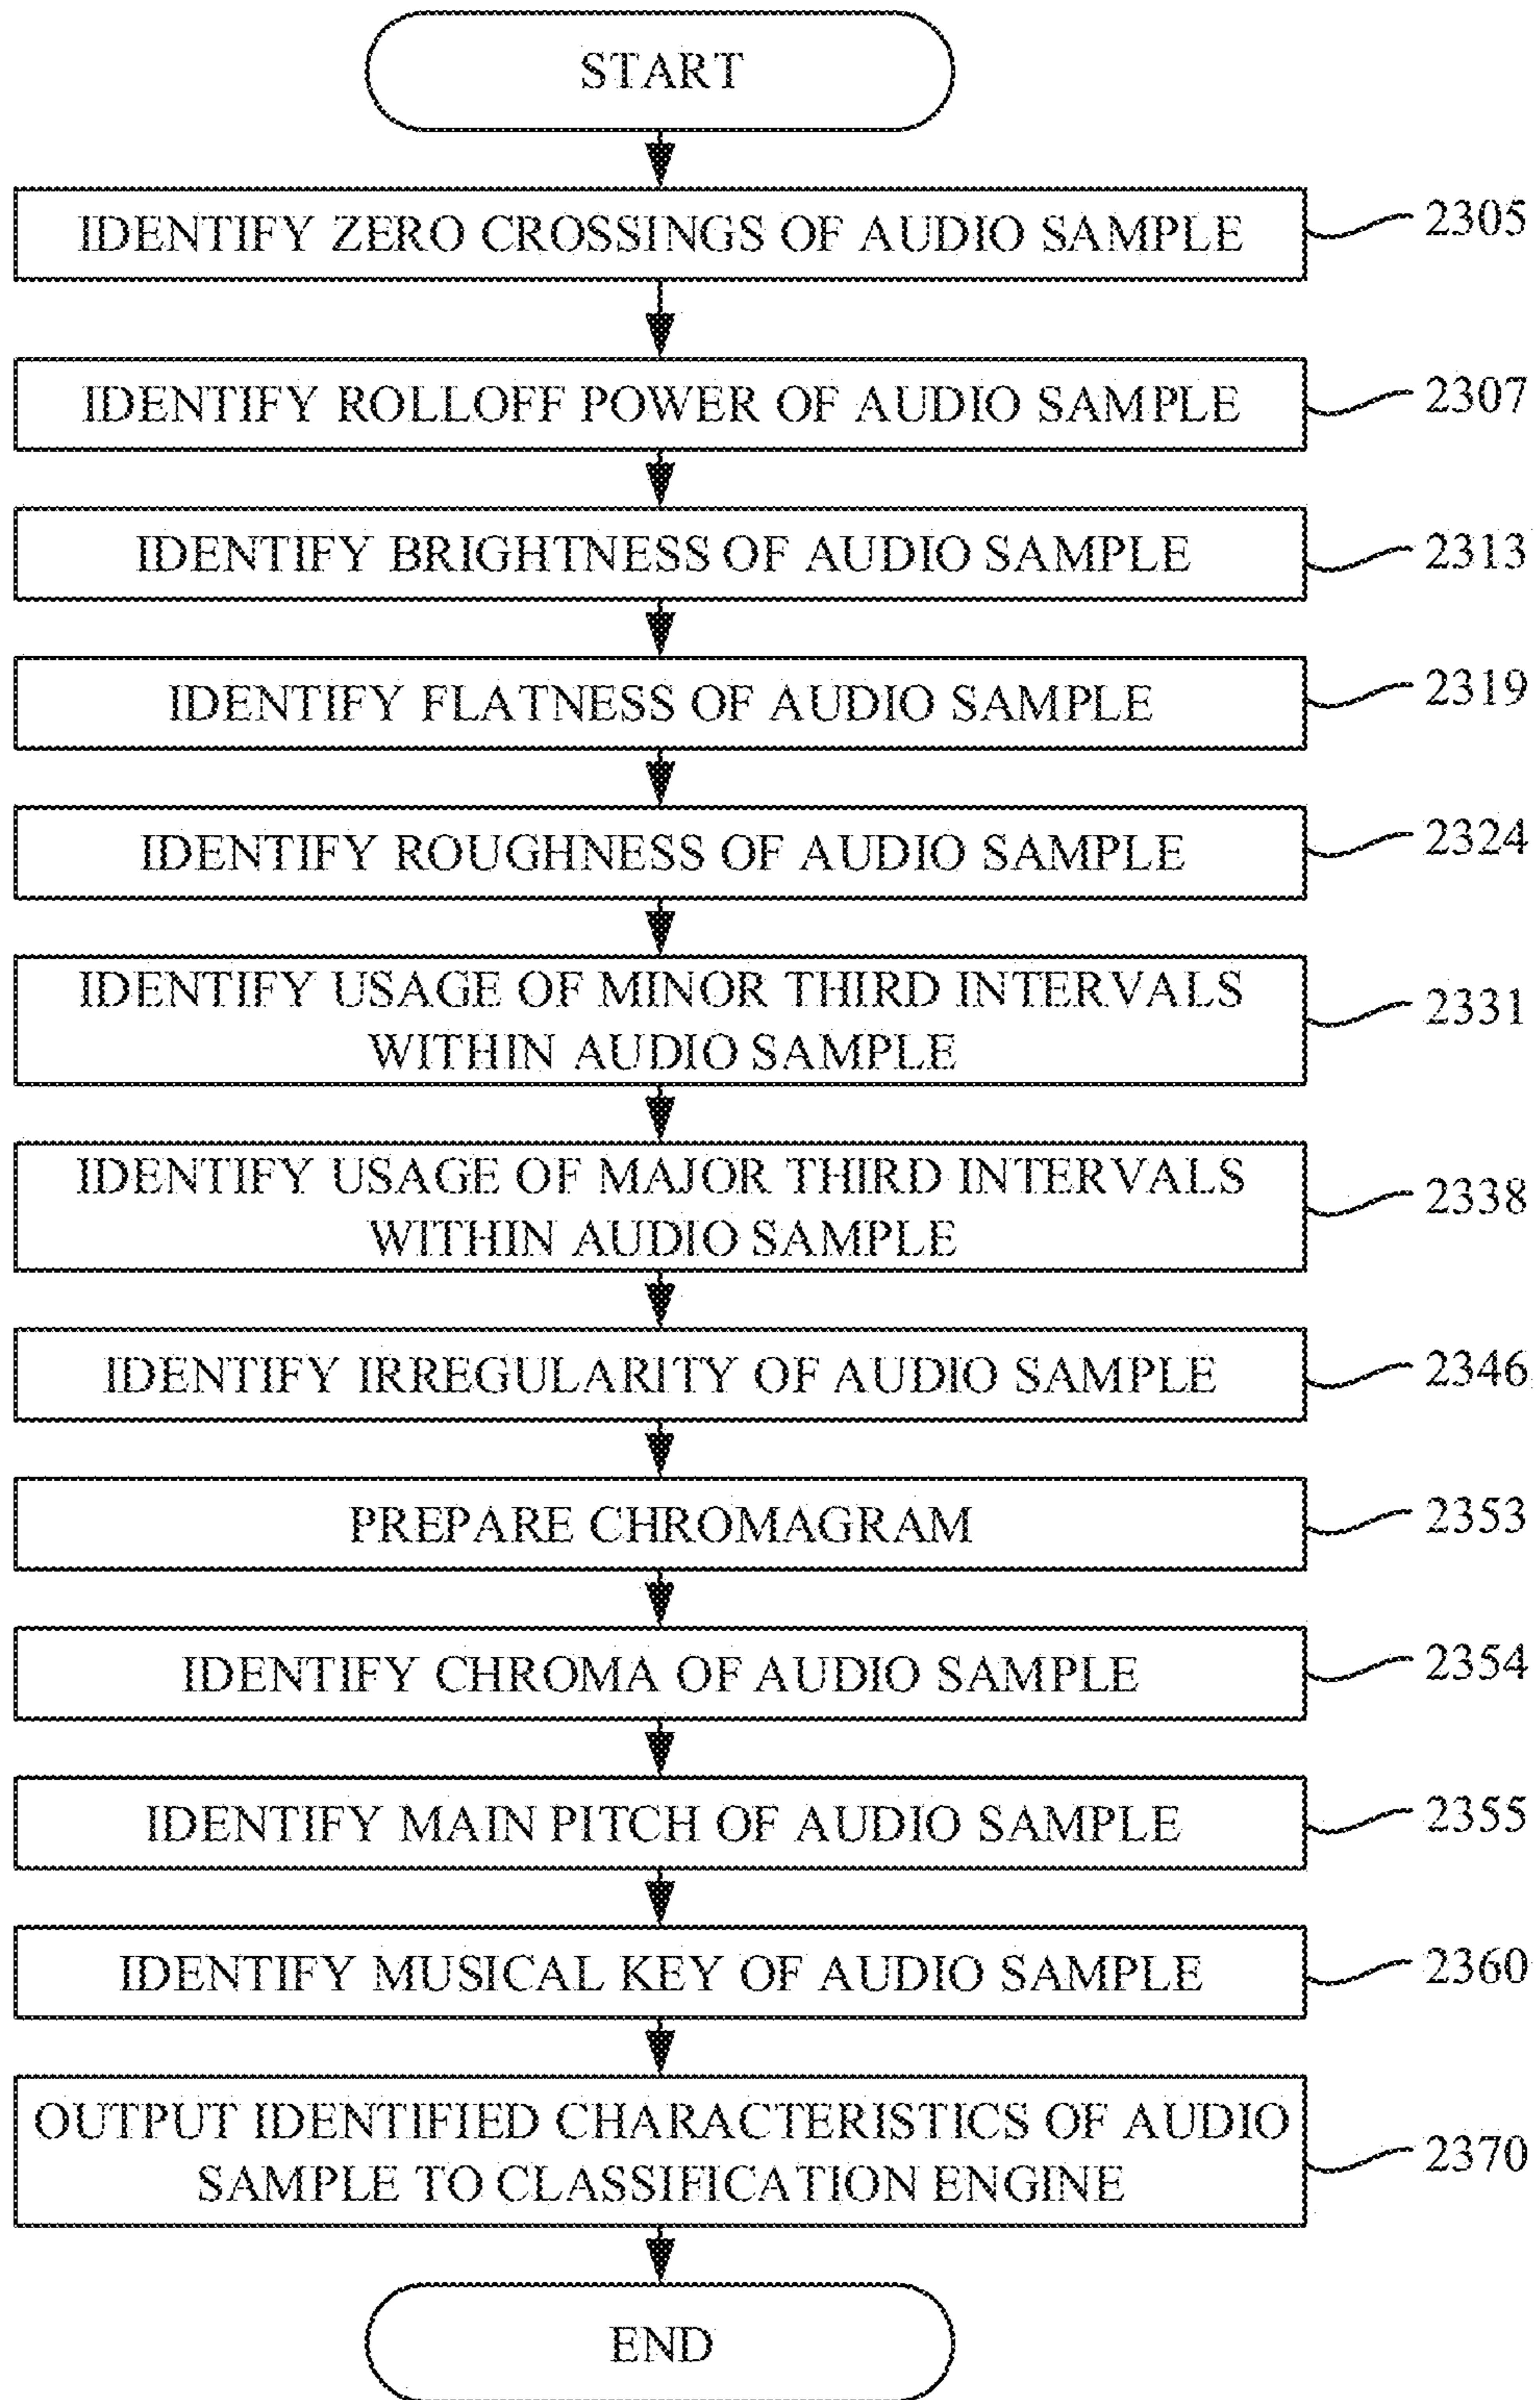 START
IDENTIFY ZERO CROSSINGS OF AUDIO SAMPLE
2305
IDENTIFY ROLLOFF POWER OF AUDIO SAMPLE
2307
IDENTIFY BRIGHTNESS OF AUDIO SAMPLE
2313
IDENTIFY FLATNESS OF AUDIO SAMPLE
2319
IDENTIFY ROUGHNESS OF AUDIO SAMPLE
2324
IDENTIFY USAGE OF MINOR THIRD INTERVALS
WITHIN AUDIO SAMPLE
2331
IDENTIFY USAGE OF MAJOR THIRD INTERVALS
WITHIN AUDIO SAMPLE
2338
IDENTIFY IRREGULARITY OF AUDIO SAMPLE
2346
PREPARE CHROMAGRAM
2353
IDENTIFY CHROMA OF AUDIO SAMPLE
2354
IDENTIFY MAIN PITCH OF AUDIO SAMPLE
2355
IDENTIFY MUSICAL KEY OF AUDIO SAMPLE
2360
OUTPUT IDENTIFIED CHARACTERISTICS OF AUDIO
SAMPLE TO CLASSIFICATION ENGINE
2370
END